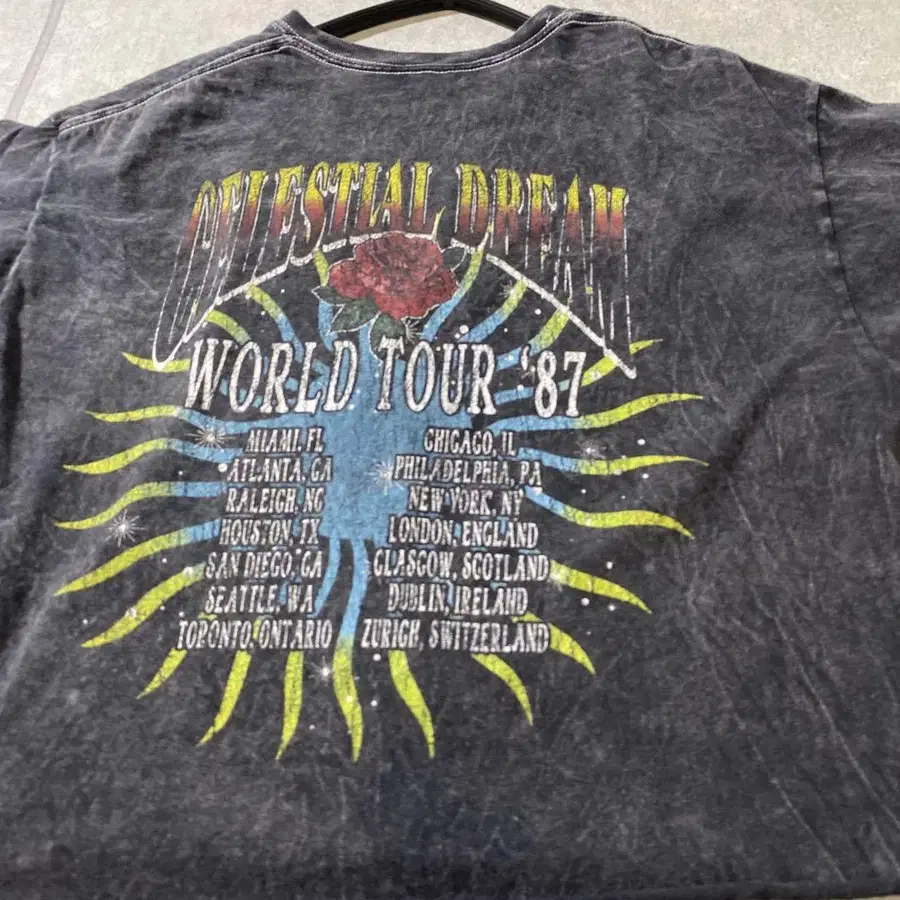 CELESTIAL DREAM
WORLD TOUR '87
MIAMI, FL
ATLANTA, GA
RALEIGH, NC
HOUSTON, TX
SAN DIEGO, CA
SEATTLE, WA
TORONTO, ONTARIO
CHICAGO, IL
PHILADELPHIA, PA
NEW YORK, NY
LONDON, ENGLAND
GLASGOW, SCOTLAND
DUBLIN, IRELAND
ZURICH, SWITZERLAND